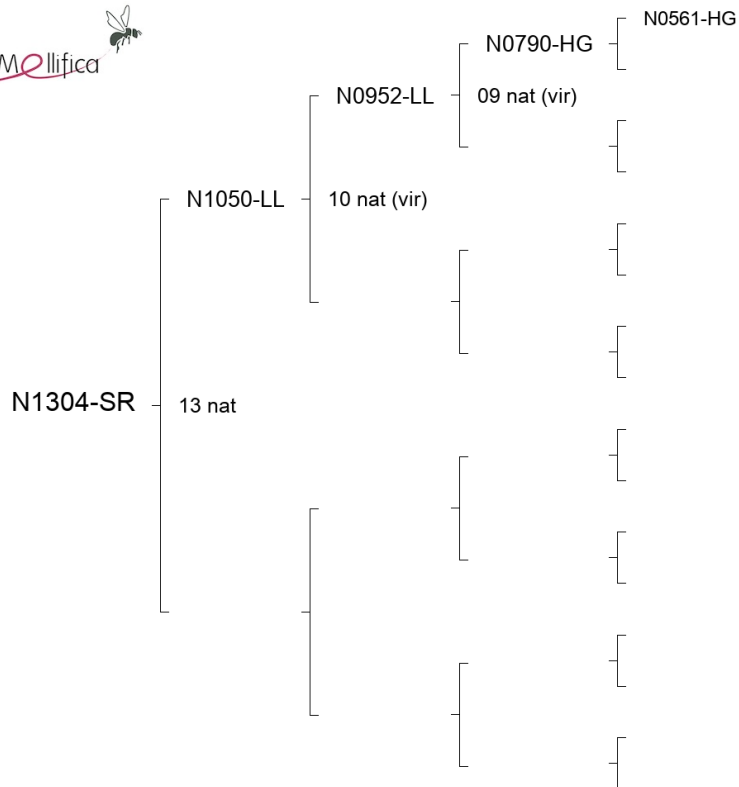 Mellifica
N0561-HG
N0790-HG
N0952-LL
09 nat (vir)
N1050-LL
10 nat (vir)
N1304-SR
13 nat